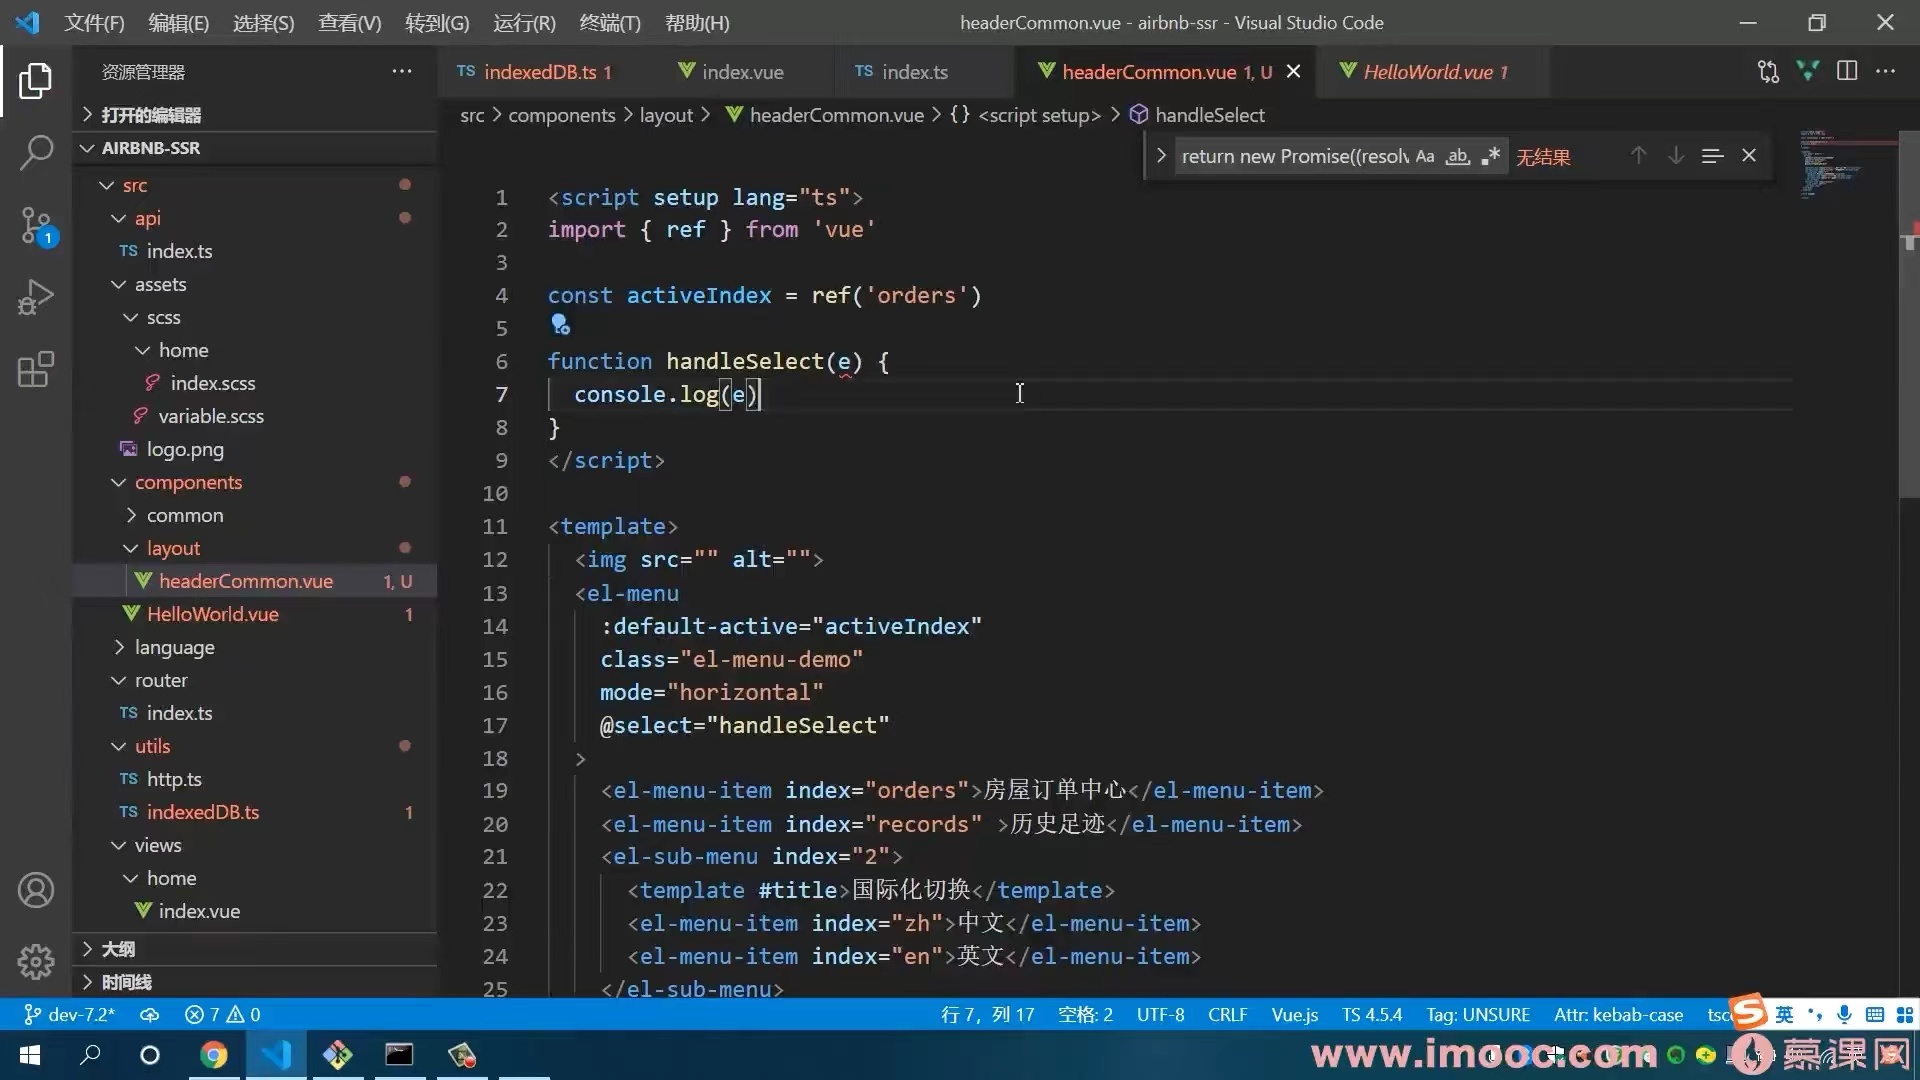 文件(F) 编辑(E) 选择(S) 查看(V) 转到(G) 运行(R) 终端(T) 帮助(H) headerCommon.vue - airbnb-ssr - Visual Studio Code
资源管理器 ···
打开的编辑器
AIRBNB-SSR
src
api
TS index.ts
assets
scss
home
index.scss
variable.scss
logo.png
components
common
layout
headerCommon.vue 1, U
HelloWorld.vue 1
language
router
TS index.ts
utils
TS http.ts
TS indexedDB.ts 1
views
home
index.vue
大纲
时间线
1
TS indexedDB.ts 1 index.vue TS index.ts headerCommon.vue 1, U HelloWorld.vue 1
src > components > layout > headerCommon.vue > {} <script setup> > handleSelect
return new Promise((resolv Aa ab 无结果
1 <script setup lang="ts">
2 import { ref } from 'vue'
3
4 const activeIndex = ref('orders')
5
6 function handleSelect(e) {
7 console.log(e)
8 }
9 </script>
10
11 <template>
12 <img src="" alt="">
13 <el-menu
14 :default-active="activeIndex"
15 class="el-menu-demo"
16 mode="horizontal"
17 @select="handleSelect"
18 >
19 <el-menu-item index="orders">房屋订单中心</el-menu-item>
20 <el-menu-item index="records" >历史足迹</el-menu-item>
21 <el-sub-menu index="2">
22 <template #title>国际化切换</template>
23 <el-menu-item index="zh">中文</el-menu-item>
24 <el-menu-item index="en">英文</el-menu-item>
25 </el-sub-menu>
dev-7.2* 7 0 行 7，列 17 空格: 2 UTF-8 CRLF Vue.js TS 4.5.4 Tag: UNSURE Attr: kebab-case 英
www.imooc.com 慕课网